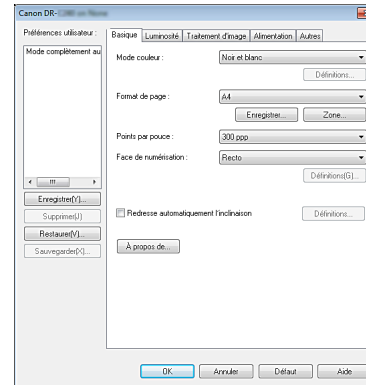 Canon DR-
Préférences utilisateur :
Mode complètement au
Enregistrer(Y)...
Supprimer(J)
Restaurer(V)...
Sauvegarder(X)...
Basique Luminosité Traitement d'image Alimentation Autres
Mode couleur : Noir et blanc
Définitions...
Format de page : A4
Enregistrer... Zone...
Points par pouce : 300 ppp
Face de numérisation : Recto
Définitions(G)...
Redresse automatiquement l'inclinaison Définitions...
À propos de...
OK Annuler Défaut Aide